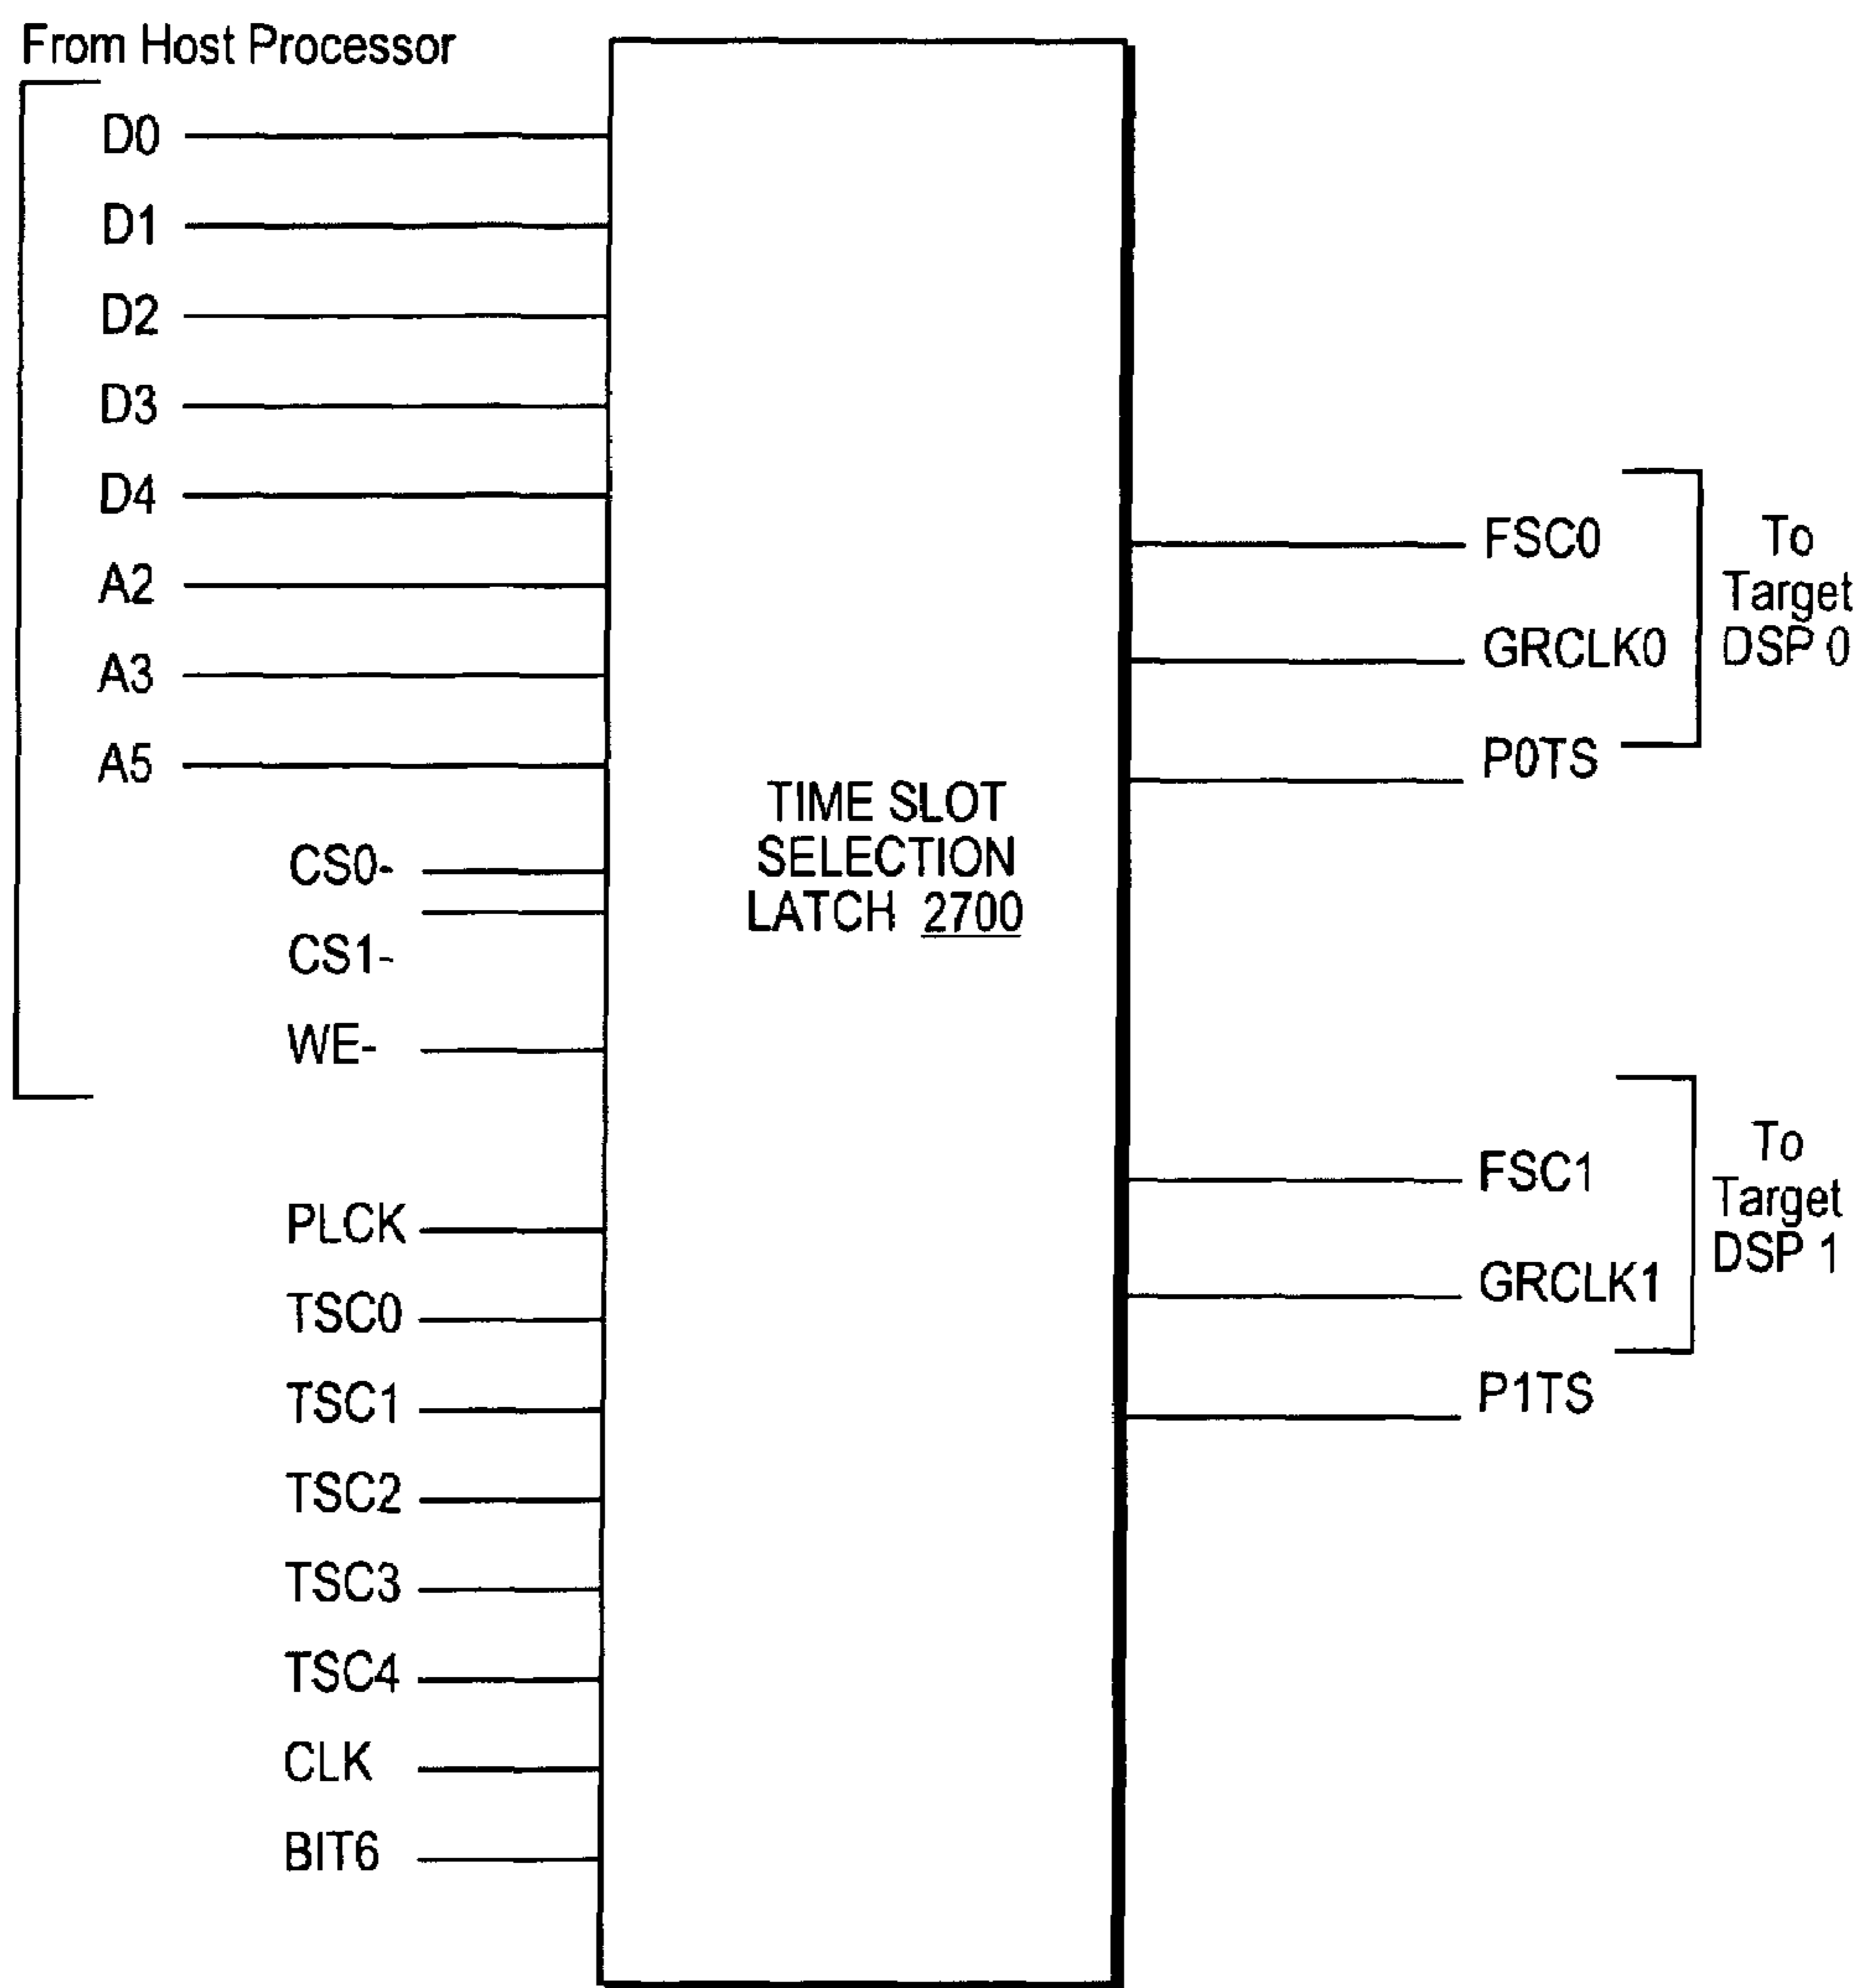 From Host Processor
D0
D1
D2
D3
D4
A2
A3
A5
CS0-
CS1-
WE-
PLCK
TSC0
TSC1
TSC2
TSC3
TSC4
CLK
BIT6
TIME SLOT
SELECTION
LATCH 2700
FSC0
GRCLK0
P0TS
To
Target
DSP 0
FSC1
GRCLK1
P1TS
To
Target
DSP 1